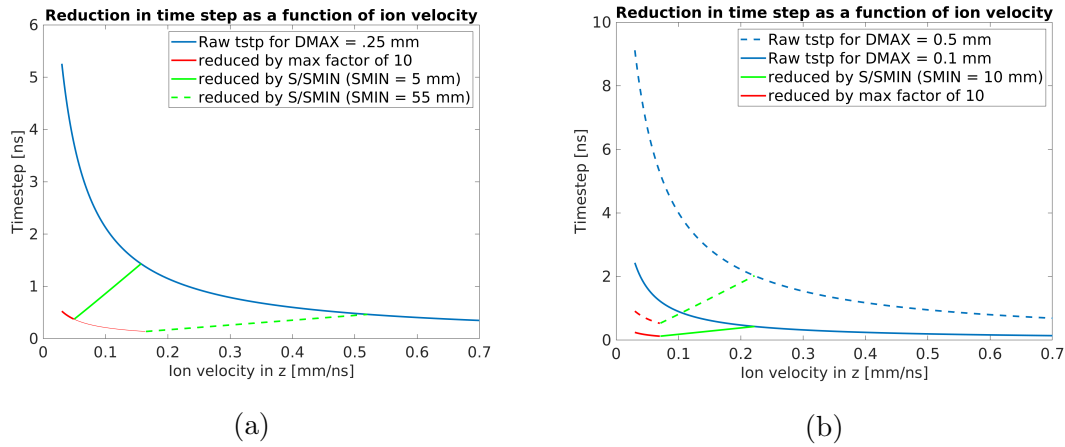 Reduction in time step as a function of ion velocity
6
5
4
3
2
1
0
Timestep [ns]
Raw tstp for DMAX = .25 mm
reduced by max factor of 10
reduced by S/SMIN (SMIN = 5 mm)
reduced by S/SMIN (SMIN = 55 mm)
0 0.1 0.2 0.3 0.4 0.5 0.6 0.7
Ion velocity in z [mm/ns]
(a)
Reduction in time step as a function of ion velocity
10
8
6
4
2
0
Timestep [ns]
Raw tstp for DMAX = 0.5 mm
Raw tstp for DMAX = 0.1 mm
reduced by S/SMIN (SMIN = 10 mm)
reduced by max factor of 10
0 0.1 0.2 0.3 0.4 0.5 0.6 0.7
Ion velocity in z [mm/ns]
(b)